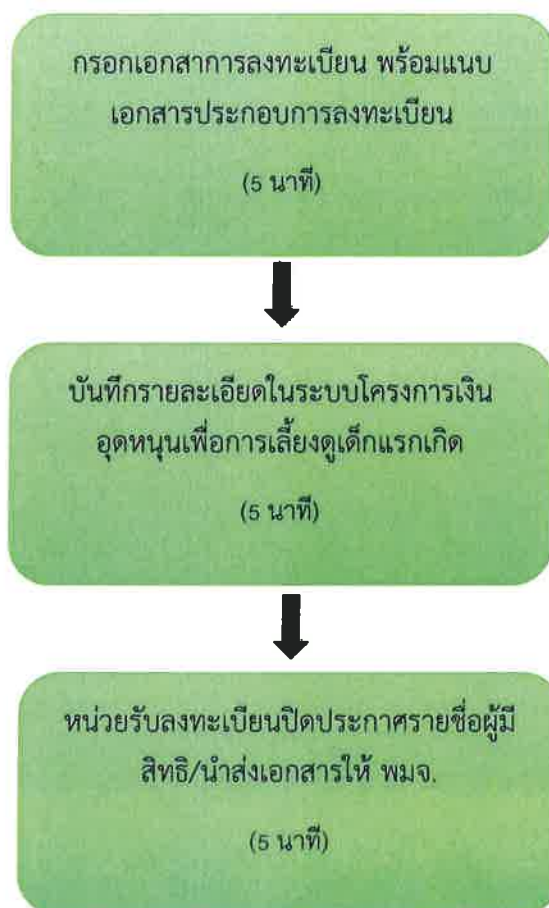 กรอกเอกสาการลงทะเบียน พร้อมแนบ
เอกสารประกอบการลงทะเบียน
(5 นาที)
บันทึกรายละเอียดในระบบโครงการเงิน
อุดหนุนเพื่อการเลี้ยงดูเด็กแรกเกิด
(5 นาที)
หน่วยรับลงทะเบียนปิดประกาศรายชื่อผู้มี
สิทธิ/นำส่งเอกสารให้ พมจ.
(5 นาที)